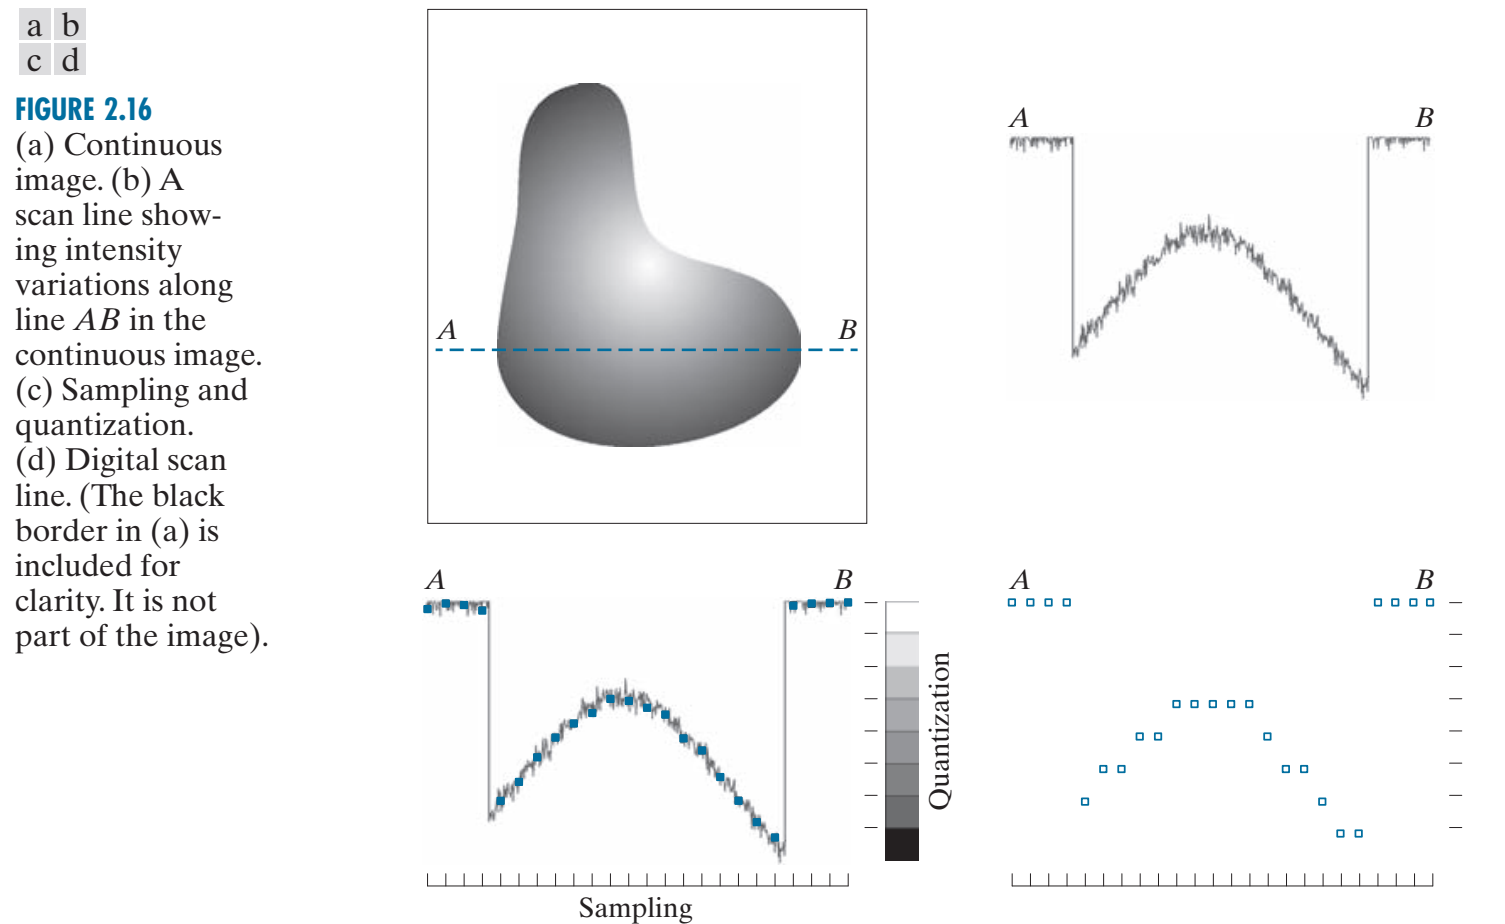 a b
c d
FIGURE 2.16
(a) Continuous
image. (b) A
scan line show-
ing intensity
variations along
line AB in the
continuous image.
(c) Sampling and
quantization.
(d) Digital scan
line. (The black
border in (a) is
included for
clarity. It is not
part of the image).
A B
A B
A B
Quantization
Sampling
A B